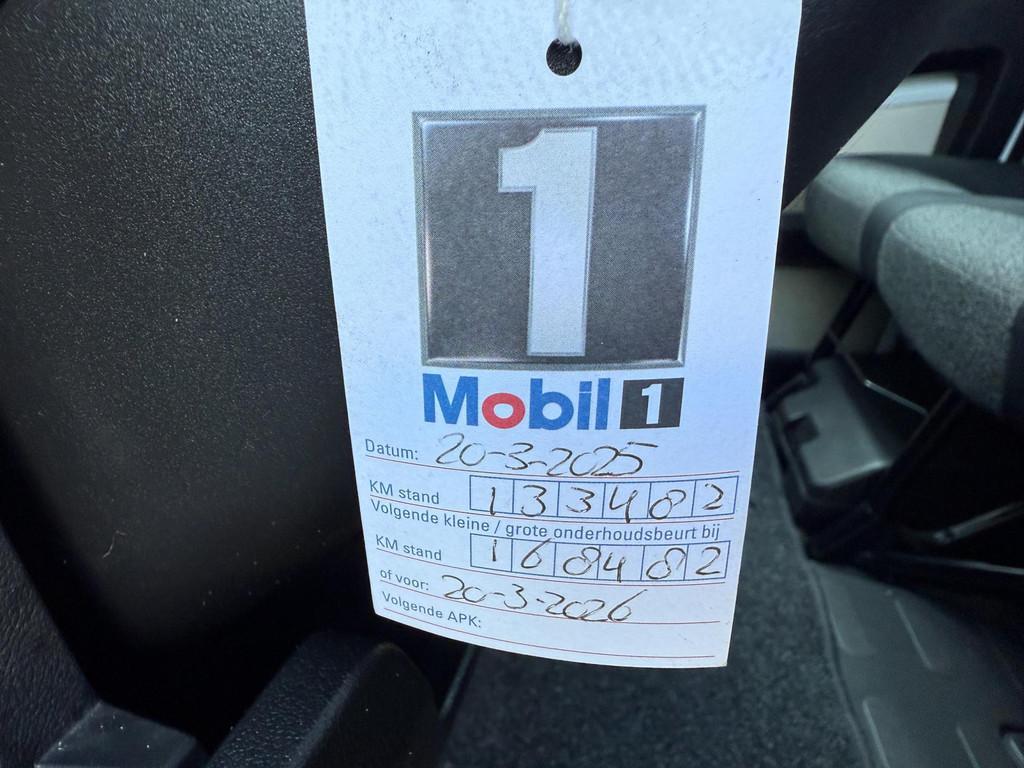 1
Mobil 1
Datum: 20-3-2025
KM stand 133482
Volgende kleine / grote onderhoudsbeurt bij
KM stand 168482
of voor: 20-3-2026
Volgende APK: